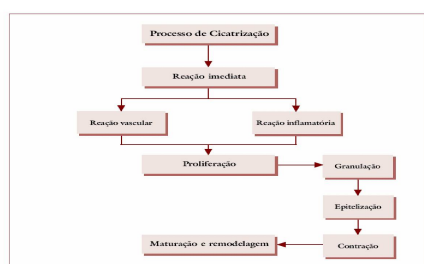 Processo de Cicatrização
Reação imediata
Reação vascular
Reação inflamatória
Proliferação
Granulação
Epitelização
Contração
Maturação e remodelagem